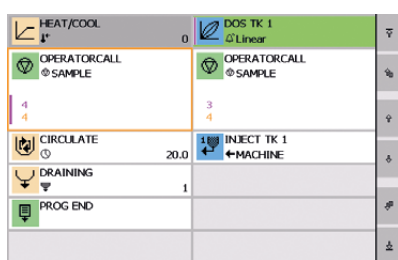 HEAT/COOL
0
DOS TK 1
Linear
OPERATORCALL
SAMPLE
4
4
OPERATORCALL
SAMPLE
3
4
CIRCULATE
20.0
1 INJECT TK 1
←MACHINE
DRAINING
1
PROG END